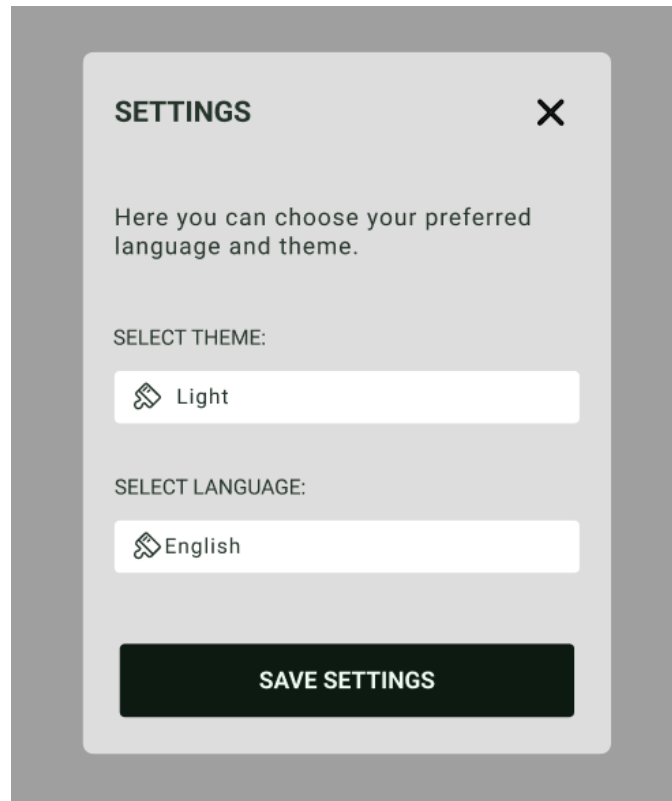 SETTINGS
Here you can choose your preferred
language and theme.
SELECT THEME:
Light
SELECT LANGUAGE:
English
SAVE SETTINGS